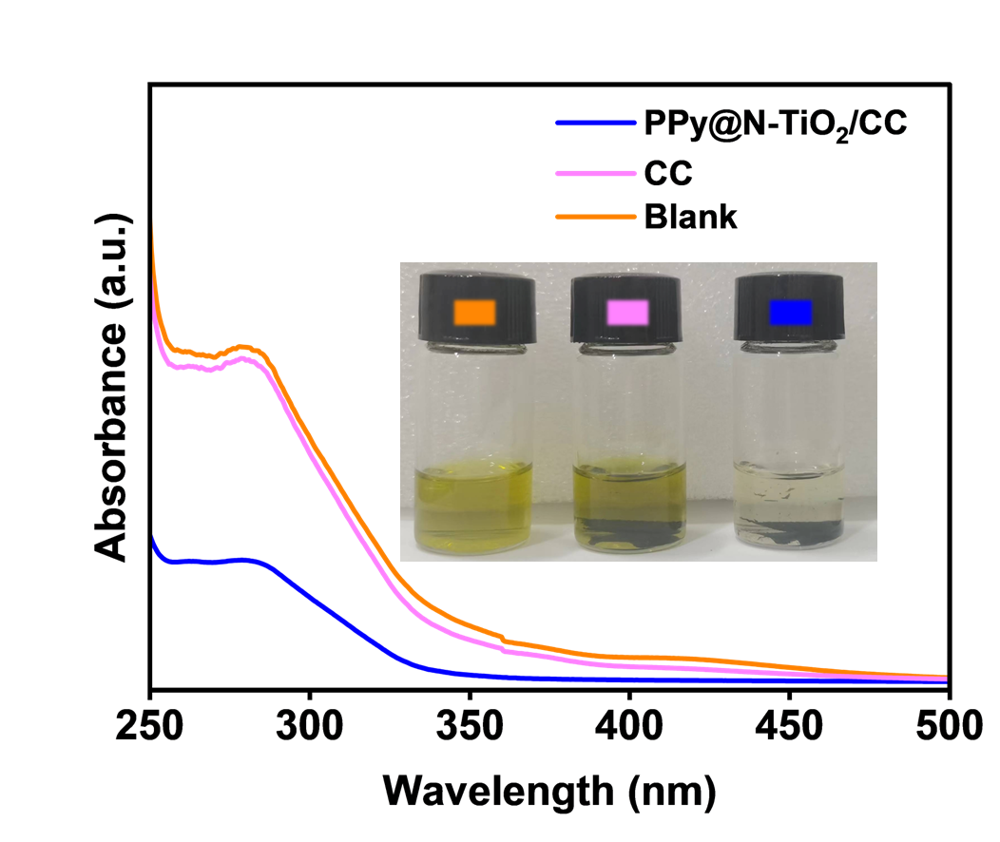 PPy@N-TiO₂/CC
CC
Blank
Absorbance (a.u.)
250 300 350 400 450 500
Wavelength (nm)